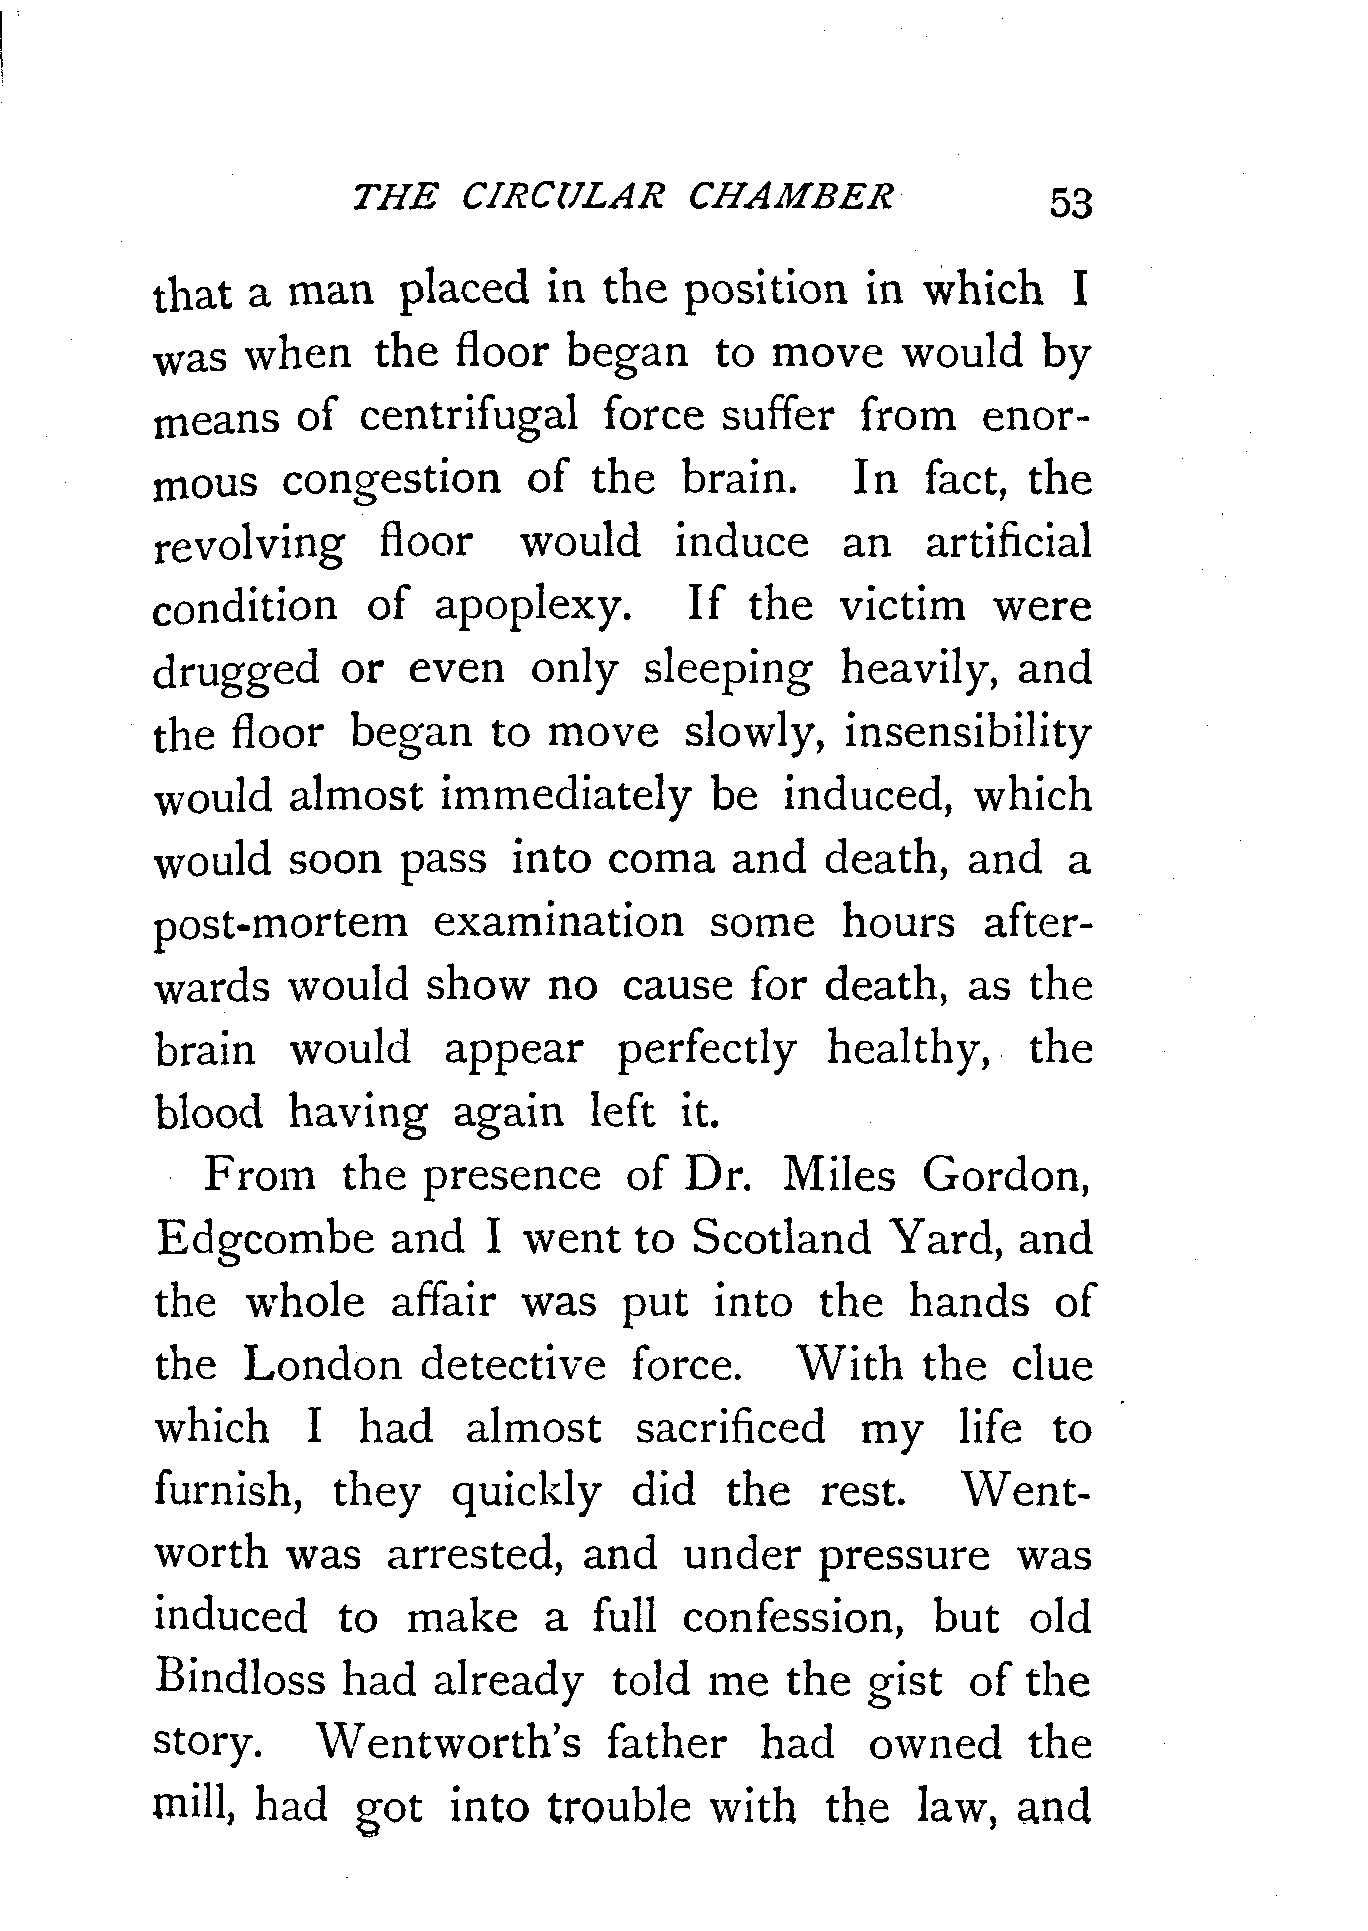 THE CIRCULAR CHAMBER 53
that a man placed in the position in which I
was when the floor began to move would by
means of centrifugal force suffer from enor-
mous congestion of the brain. In fact, the
revolving floor would induce an artificial
condition of apoplexy. If the victim were
drugged or even only sleeping heavily, and
the floor began to move slowly, insensibility
would almost immediately be induced, which
would soon pass into coma and death, and a
post-mortem examination some hours after-
wards would show no cause for death, as the
brain would appear perfectly healthy, the
blood having again left it.
From the presence of Dr. Miles Gordon,
Edgcombe and I went to Scotland Yard, and
the whole affair was put into the hands of
the London detective force. With the clue
which I had almost sacrificed my life to
furnish, they quickly did the rest. Went-
worth was arrested, and under pressure was
induced to make a full confession, but old
Bindloss had already told me the gist of the
story. Wentworth's father had owned the
mill, had got into trouble with the law, and